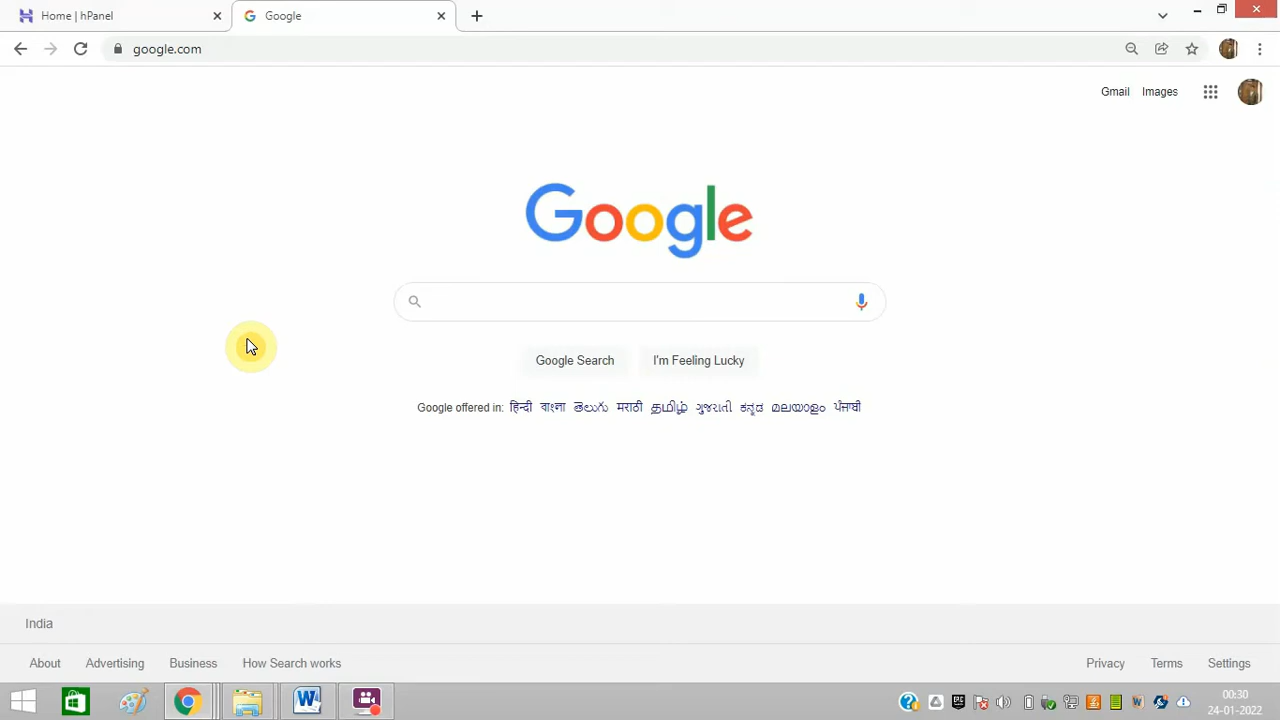 Home | hPanel
Google
google.com
Gmail Images
Google
Google Search I'm Feeling Lucky
Google offered in: हिन्दी বাংলা తెలుగు मराठी தமிழ் ગુજરાતી ಕನ್ನಡ മലയാളം ਪੰਜਾਬੀ
India
About Advertising Business How Search works
Privacy Terms Settings
00:30
24-01-2022